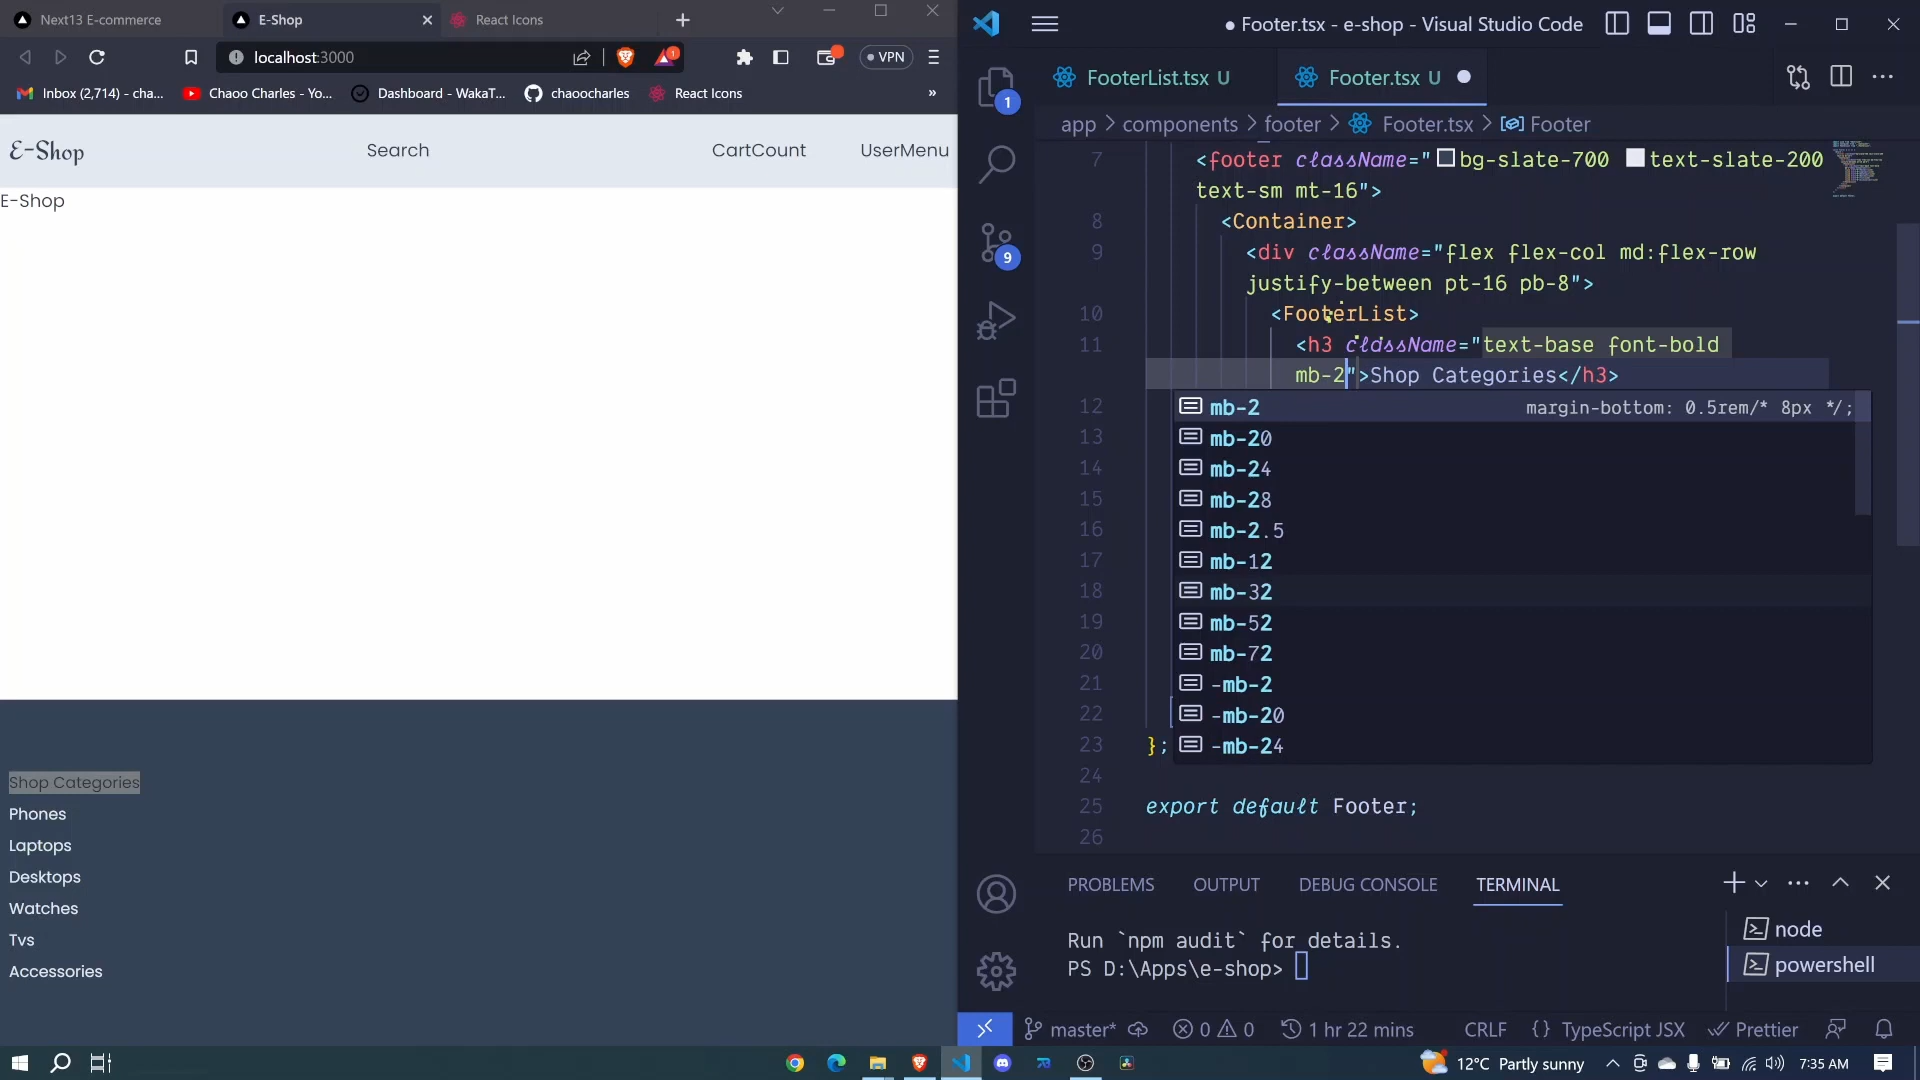 Next13 E-commerce
E-Shop
React Icons
localhost:3000
1
VPN
Inbox (2,714) - cha...
Chaoo Charles - Yo...
Dashboard - WakaT...
chaoocharles
React Icons
»
E-Shop
Search
CartCount
UserMenu
E-Shop
Shop Categories
Phones
Laptops
Desktops
Watches
Tvs
Accessories
● Footer.tsx - e-shop - Visual Studio Code
1
9
FooterList.tsx U
Footer.tsx U
app > components > footer > Footer.tsx > Footer
7 <footer className="bg-slate-700 text-slate-200
text-sm mt-16">
8 <Container>
9 <div className="flex flex-col md:flex-row
justify-between pt-16 pb-8">
10 <FooterList>
11 <h3 className="text-base font-bold
mb-2">Shop Categories</h3>
12 mb-2 margin-bottom: 0.5rem/* 8px */;
13 mb-20
14 mb-24
15 mb-28
16 mb-2.5
17 mb-12
18 mb-32
19 mb-52
20 mb-72
21 -mb-2
22 -mb-20
23 }; -mb-24
24
25 export default Footer;
26
PROBLEMS
OUTPUT
DEBUG CONSOLE
TERMINAL
Run `npm audit` for details.
PS D:\Apps\e-shop>
node
powershell
master*
0
0
1 hr 22 mins
CRLF
{} TypeScript JSX
Prettier
12°C Partly sunny
7:35 AM